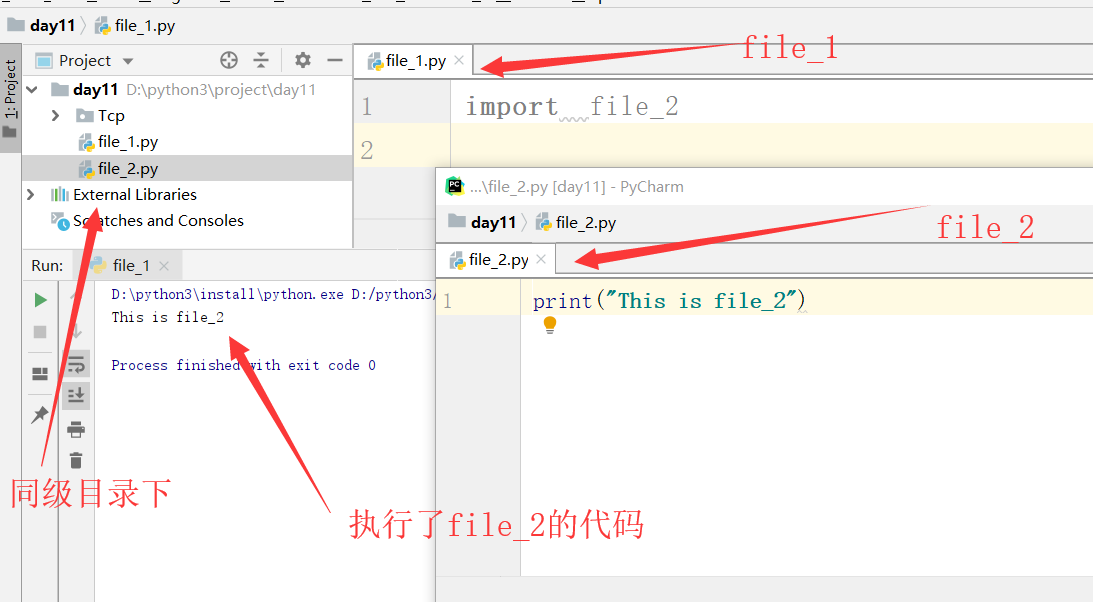 day11 file_1.py
1: Project
Project
file_1.py
file_1
day11 D:\python3\project\day11
Tcp
file_1.py
file_2.py
External Libraries
Scratches and Consoles
1 import file_2
2
...\file_2.py [day11] - PyCharm
day11 file_2.py
file_2
file_2.py
1 print("This is file_2")
Run: file_1
D:\python3\install\python.exe D:/python3/
This is file_2
Process finished with exit code 0
同级目录下
执行了file_2的代码